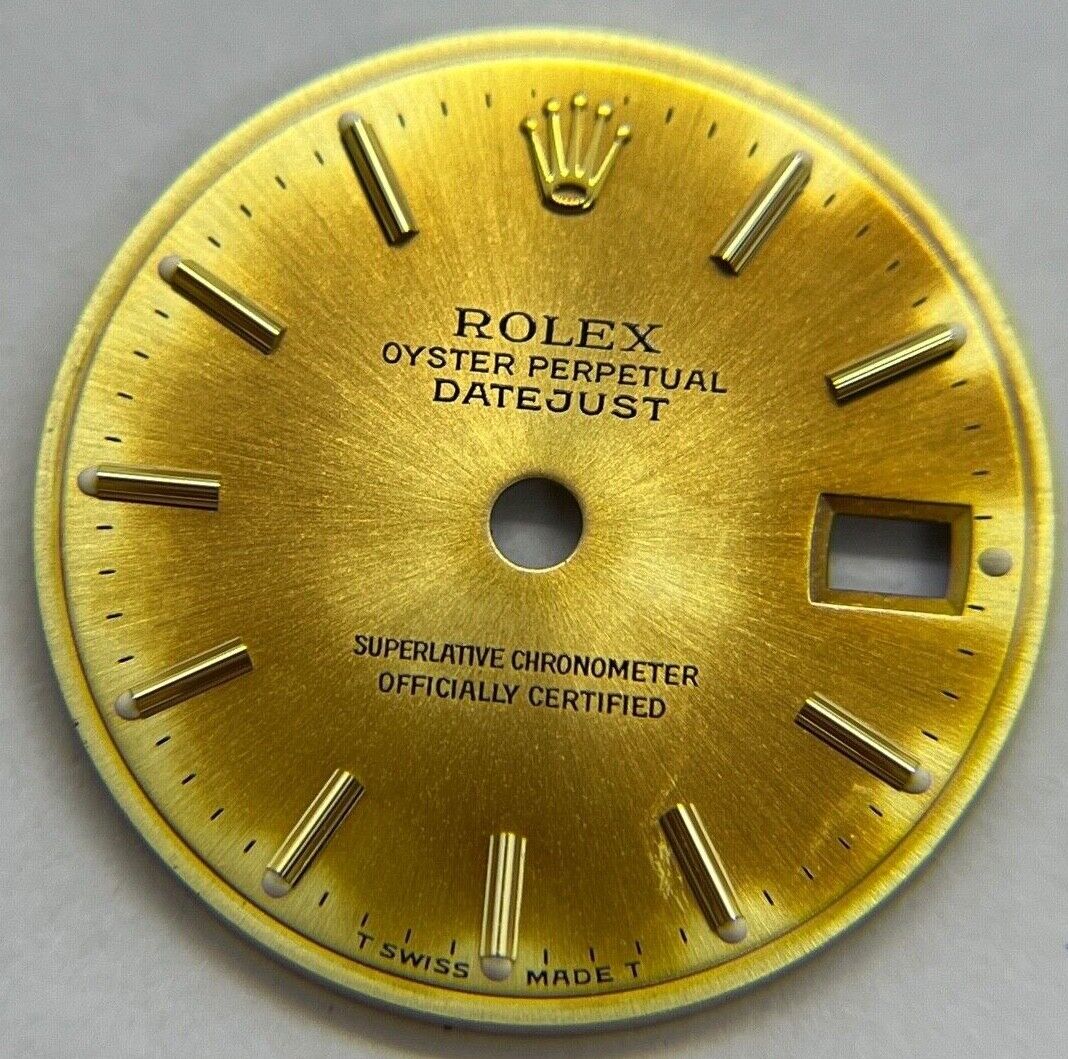 ROLEX
OYSTER PERPETUAL
DATEJUST
SUPERLATIVE CHRONOMETER
OFFICIALLY CERTIFIED
T SWISS MADE T